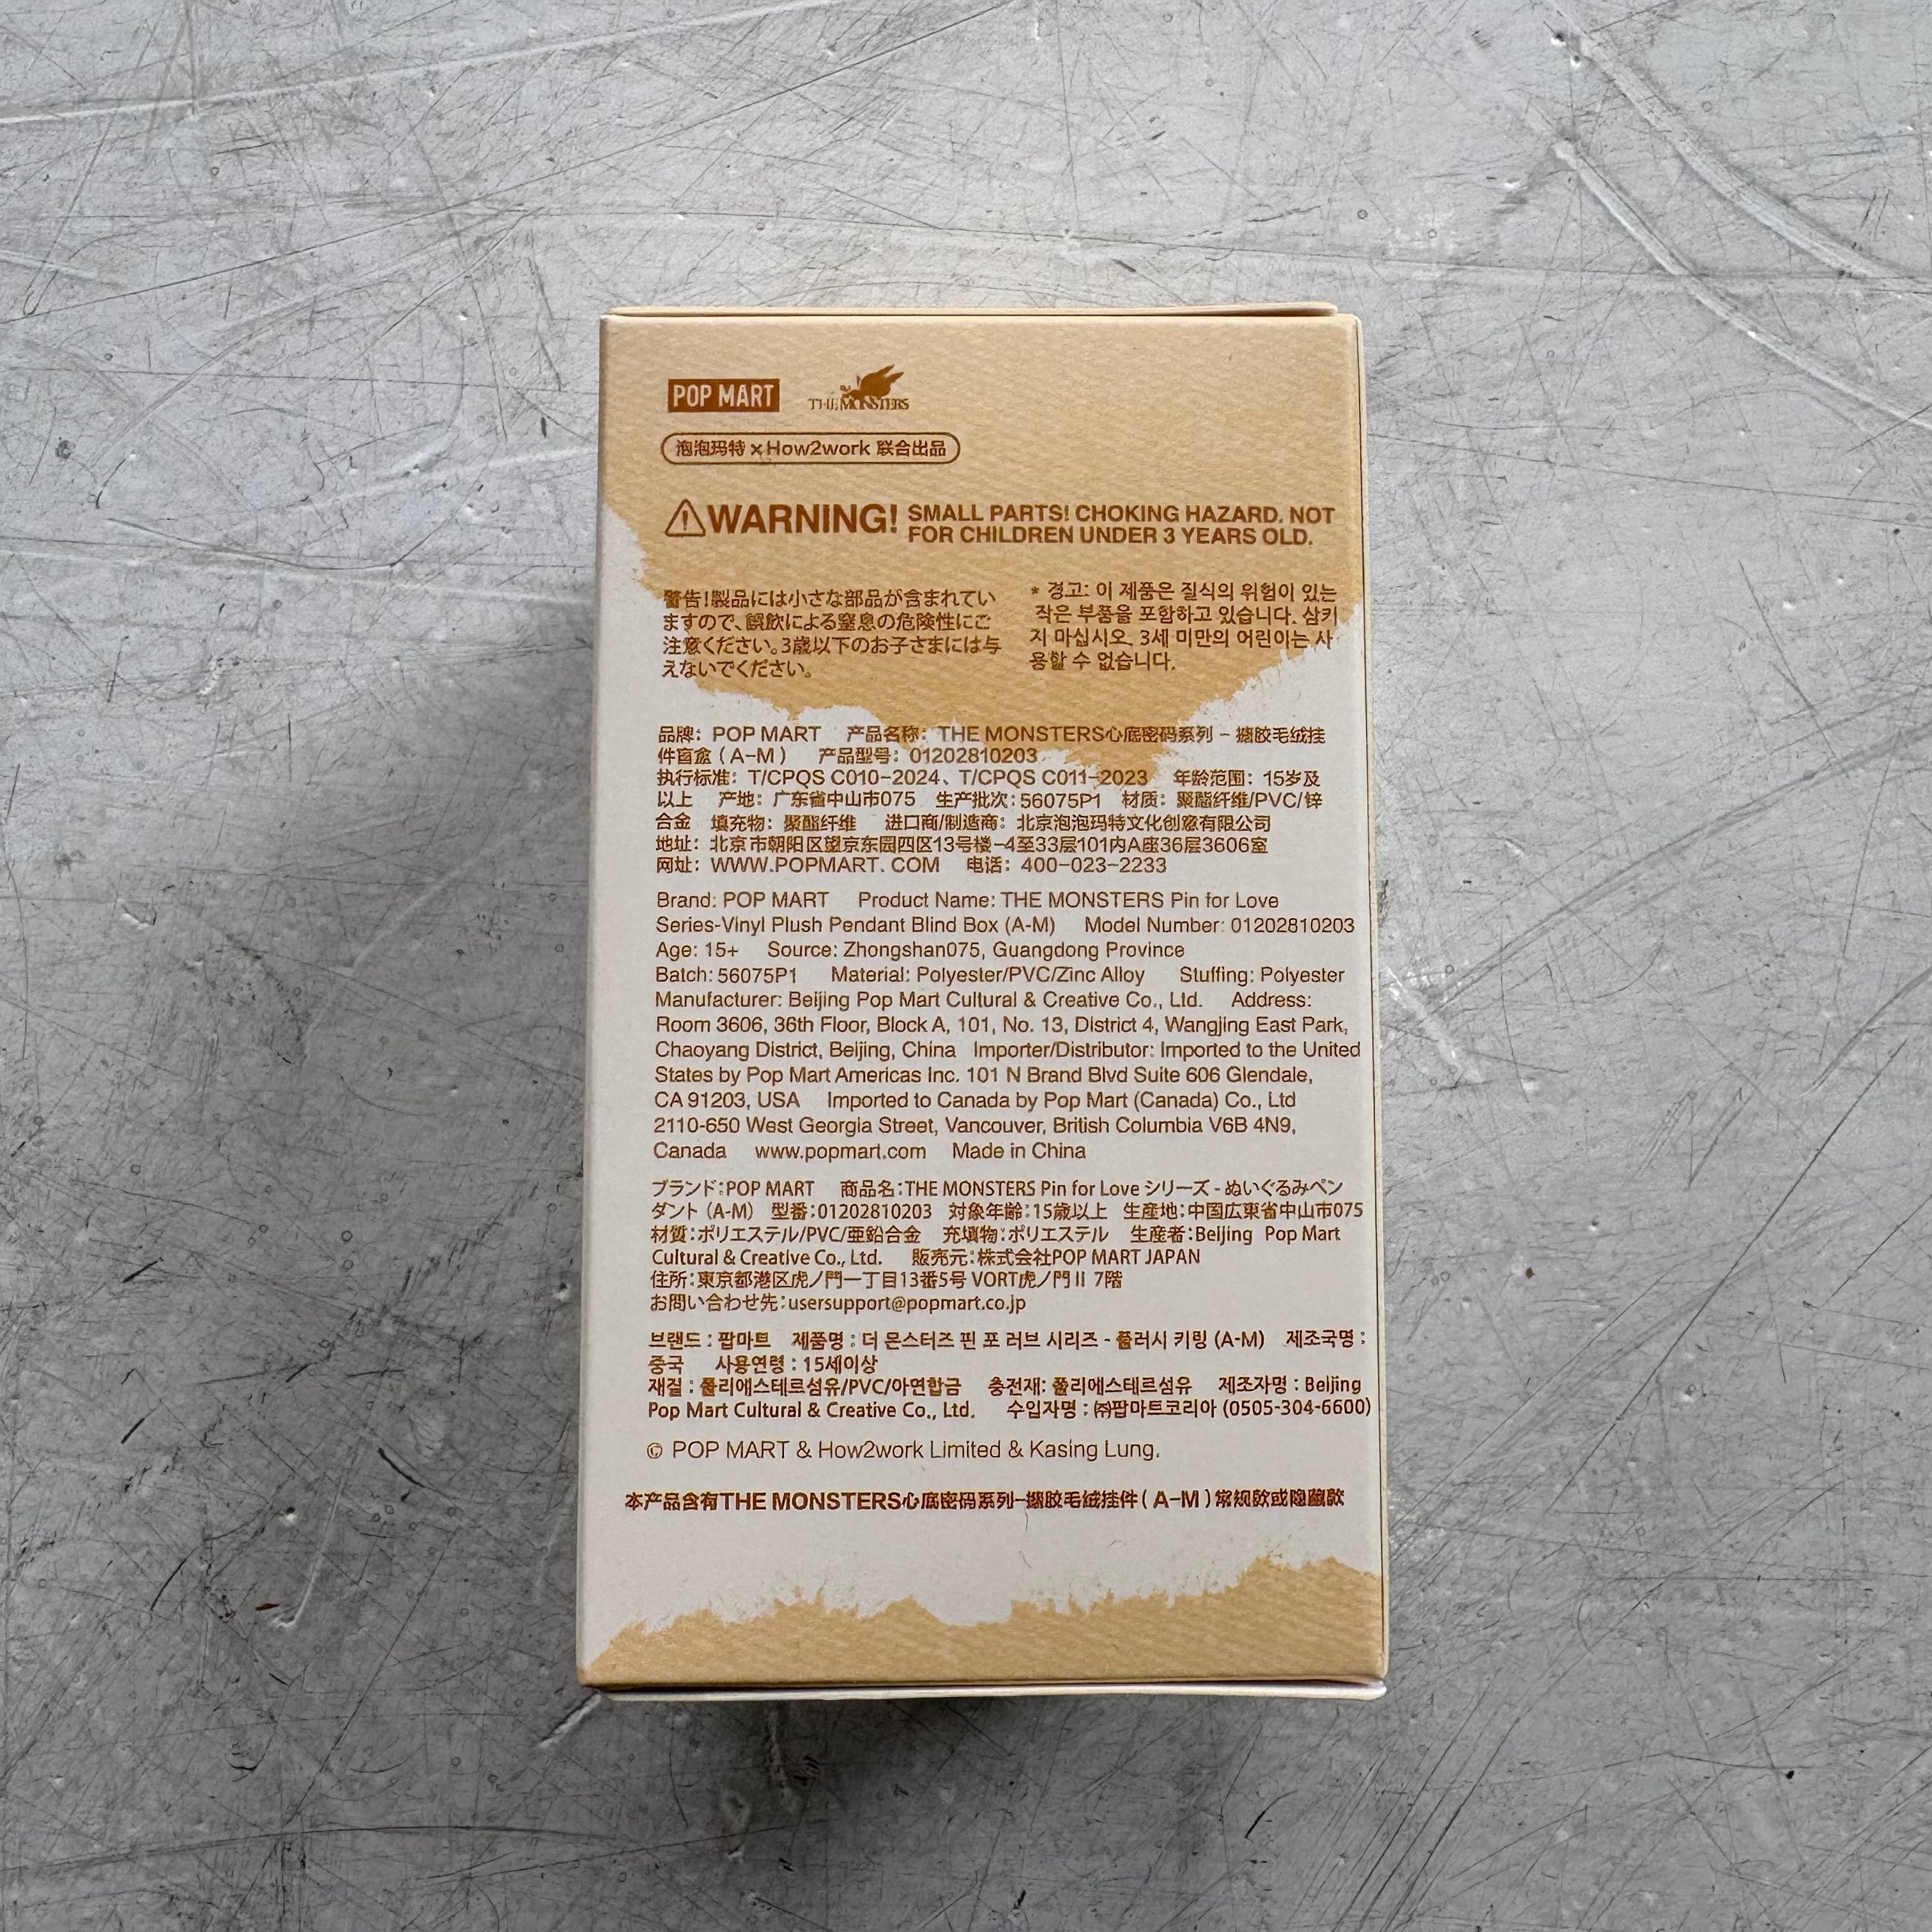 POP MART THE MONSTERS
泡泡玛特×How2work 联合出品
WARNING! SMALL PARTS! CHOKING HAZARD. NOT
FOR CHILDREN UNDER 3 YEARS OLD.
警告!製品には小さな部品が含まれてい
ますので、誤飲による窒息の危険性にご
注意ください。3歳以下のお子さまには与
えないでください。
* 경고: 이 제품은 질식의 위험이 있는
작은 부품을 포함하고 있습니다. 삼키
지 마십시오. 3세 미만의 어린이는 사
용할 수 없습니다.
品牌: POP MART 产品名称: THE MONSTERS心底密码系列-搪胶毛绒挂
件盲盒(A-M) 产品型号: 01202810203
执行标准: T/CPQS C010-2024、T/CPQS C011-2023 年龄范围: 15岁及
以上 产地: 广东省中山市075 生产批次: 56075P1 材质: 聚酯纤维/PVC/锌
合金 填充物: 聚酯纤维 进口商/制造商: 北京泡泡玛特文化创意有限公司
地址: 北京市朝阳区望京东园四区13号楼-4至33层101内A座36层3606室
网址: WWW.POPMART. COM 电话: 400-023-2233
Brand: POP MART Product Name: THE MONSTERS Pin for Love
Series-Vinyl Plush Pendant Blind Box (A-M) Model Number: 01202810203
Age: 15+ Source: Zhongshan075, Guangdong Province
Batch: 56075P1 Material: Polyester/PVC/Zinc Alloy Stuffing: Polyester
Manufacturer: Beijing Pop Mart Cultural & Creative Co., Ltd. Address:
Room 3606, 36th Floor, Block A, 101, No. 13, District 4, Wangjing East Park,
Chaoyang District, Beijing, China Importer/Distributor: Imported to the United
States by Pop Mart Americas Inc. 101 N Brand Blvd Suite 606 Glendale,
CA 91203, USA Imported to Canada by Pop Mart (Canada) Co., Ltd
2110-650 West Georgia Street, Vancouver, British Columbia V6B 4N9,
Canada www.popmart.com Made in China
ブランド:POP MART 商品名:THE MONSTERS Pin for Love シリーズ - ぬいぐるみペン
ダント (A-M) 型番:01202810203 対象年齢:15歳以上 生産地:中国広東省中山市075
材質:ポリエステル/PVC/亜鉛合金 充填物:ポリエステル 生産者:Beijing Pop Mart
Cultural & Creative Co., Ltd. 販売元:株式会社POP MART JAPAN
住所:東京都港区虎ノ門一丁目13番5号 VORT虎ノ門 II 7階
お問い合わせ先:usersupport@popmart.co.jp
브랜드 : 팝마트 제품명 : 더 몬스터즈 핀 포 러브 시리즈 - 플러시 키링 (A-M) 제조국명 :
중국 사용연령 : 15세이상
재질 : 폴리에스테르섬유/PVC/아연합금 충전재: 폴리에스테르섬유 제조자명 : Beijing
Pop Mart Cultural & Creative Co., Ltd. 수입자명 : ㈜팝마트코리아 (0505-304-6600)
© POP MART & How2work Limited & Kasing Lung.
本产品含有THE MONSTERS心底密码系列-搪胶毛绒挂件(A-M)常规款或隐藏款